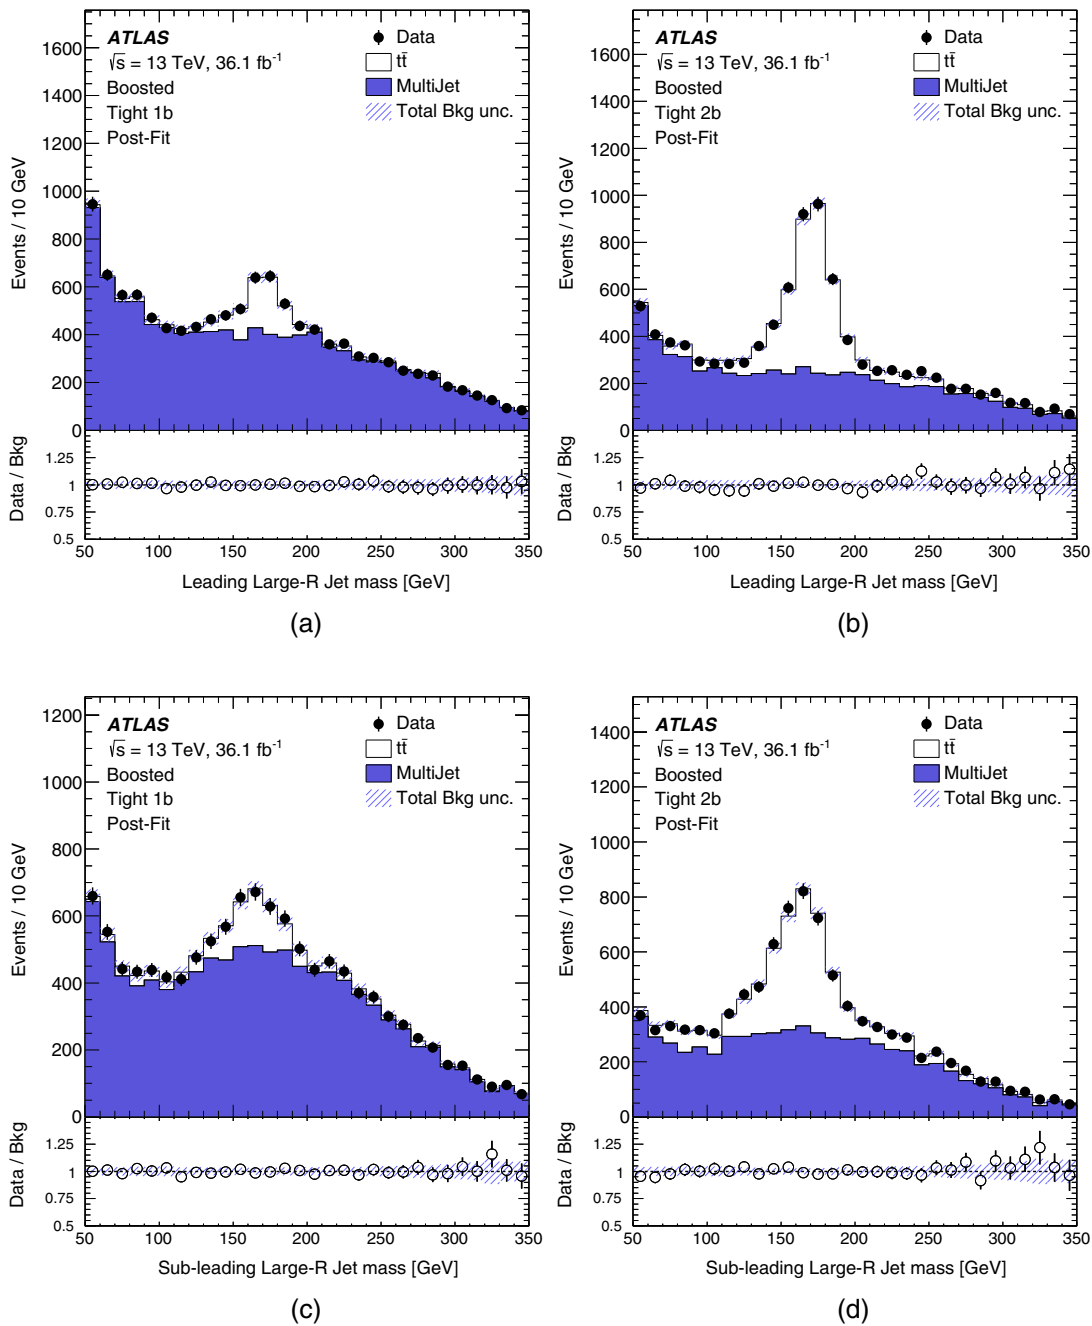 ATLAS
√s = 13 TeV, 36.1 fb⁻¹
Boosted
Tight 1b
Post-Fit
Data
tt̄
MultiJet
Total Bkg unc.
Events / 10 GeV
1600
1400
1200
1000
800
600
400
200
0
Data / Bkg
1.25
1
0.75
0.5
50 100 150 200 250 300 350
Leading Large-R Jet mass [GeV]
(a)
ATLAS
√s = 13 TeV, 36.1 fb⁻¹
Boosted
Tight 2b
Post-Fit
Data
tt̄
MultiJet
Total Bkg unc.
Events / 10 GeV
1600
1400
1200
1000
800
600
400
200
0
Data / Bkg
1.25
1
0.75
0.5
50 100 150 200 250 300 350
Leading Large-R Jet mass [GeV]
(b)
ATLAS
√s = 13 TeV, 36.1 fb⁻¹
Boosted
Tight 1b
Post-Fit
Data
tt̄
MultiJet
Total Bkg unc.
Events / 10 GeV
1200
1000
800
600
400
200
0
Data / Bkg
1.25
1
0.75
0.5
50 100 150 200 250 300 350
Sub-leading Large-R Jet mass [GeV]
(c)
ATLAS
√s = 13 TeV, 36.1 fb⁻¹
Boosted
Tight 2b
Post-Fit
Data
tt̄
MultiJet
Total Bkg unc.
Events / 10 GeV
1400
1200
1000
800
600
400
200
0
Data / Bkg
1.25
1
0.75
0.5
50 100 150 200 250 300 350
Sub-leading Large-R Jet mass [GeV]
(d)